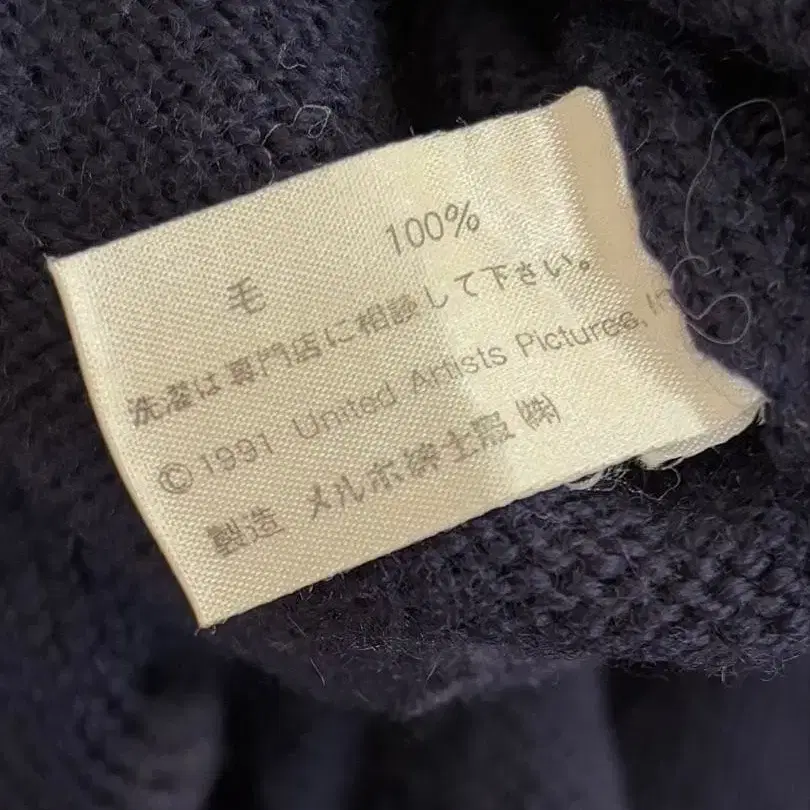 毛 100%
洗濯は専門店に相談して下さい。
©1991 United Artists Pictures, In
製造 メルボ紳士服㈱